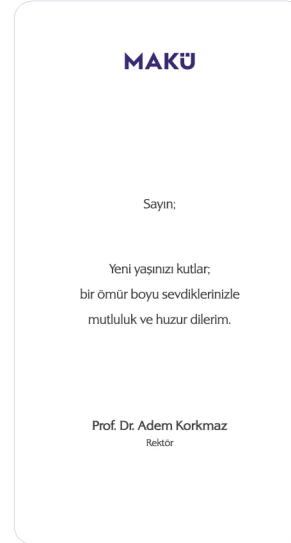 MAKÜ
Sayın;
Yeni yaşınızı kutlar;
bir ömür boyu sevdiklerinizle
mutluluk ve huzur dilerim.
Prof. Dr. Adem Korkmaz
Rektör